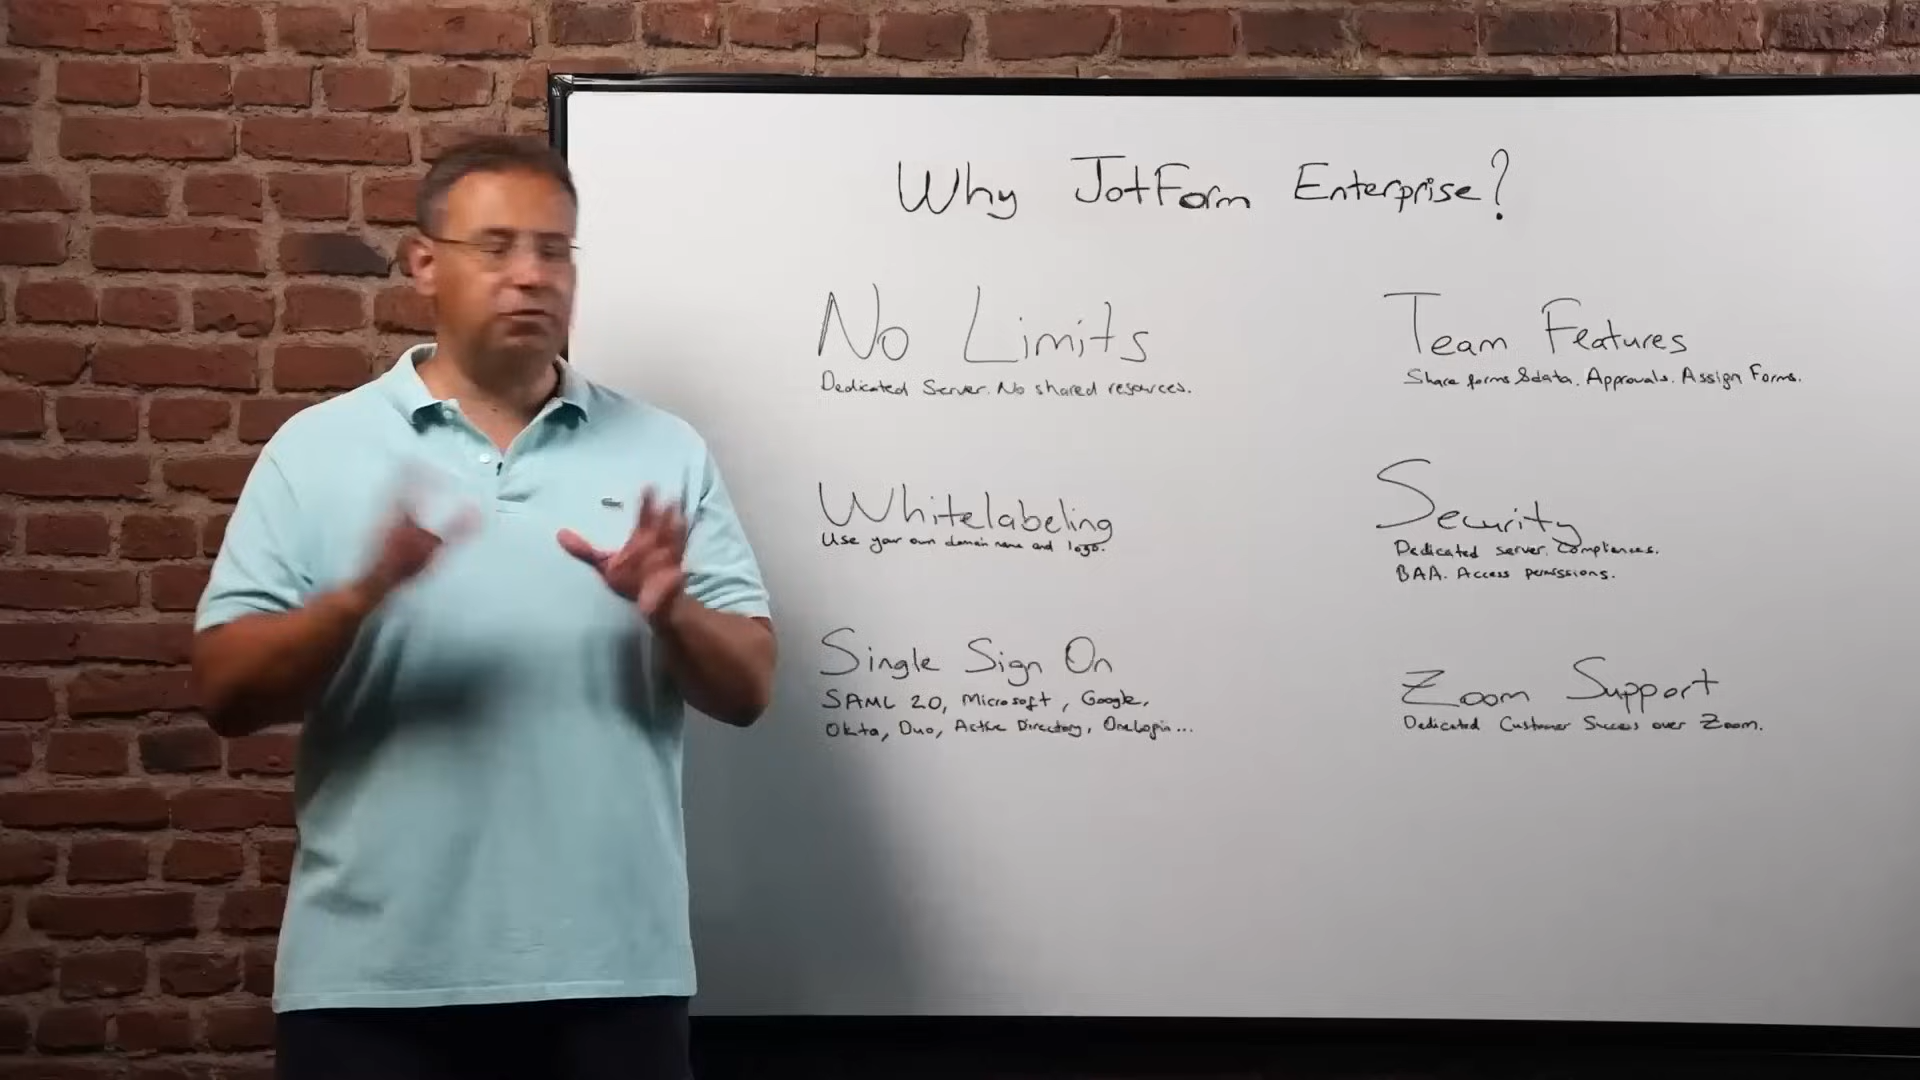 Why JotForm Enterprise?
No Limits
Dedicated Server. No shared resources.
Whitelabeling
Use your own domain name and logo.
Single Sign On
SAML 2.0, Microsoft, Google,
Okta, Duo, Active Directory, OneLogin...
Team Features
Share forms & data. Approvals. Assign Forms.
Security
Dedicated server. Compliances.
BAA. Access permissions.
Zoom Support
Dedicated Customer Success over Zoom.